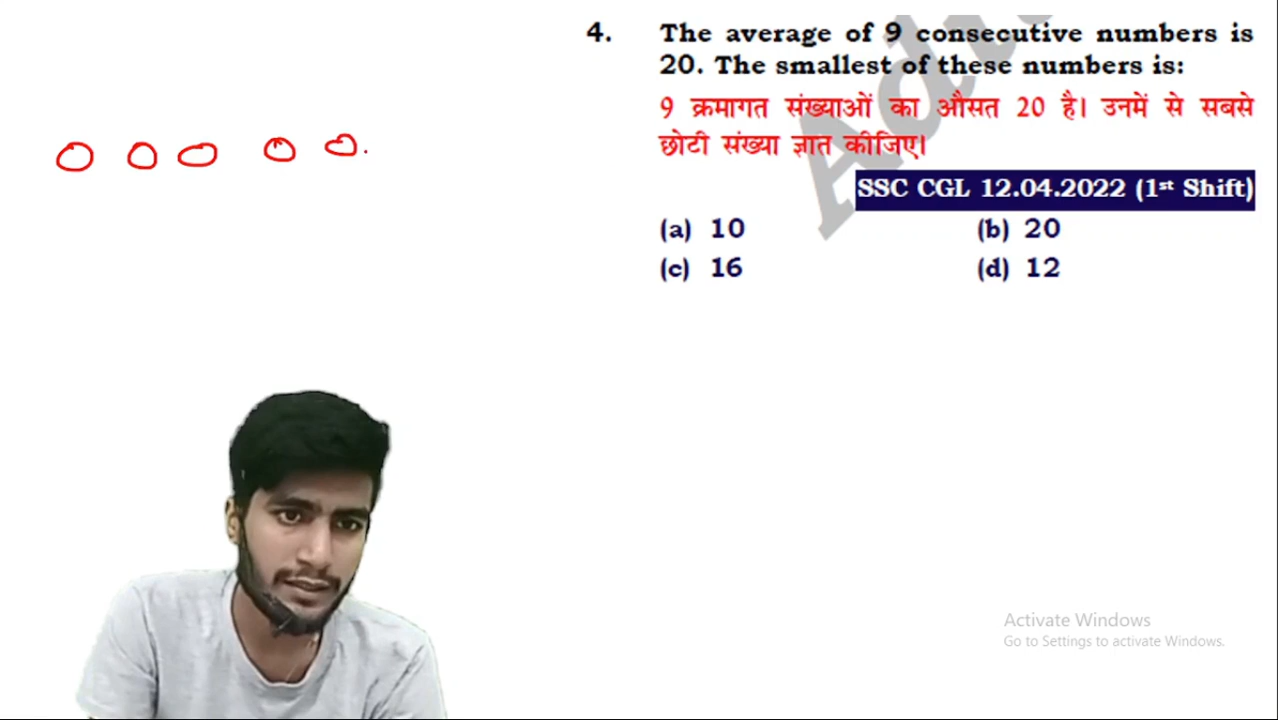 4. The average of 9 consecutive numbers is
20. The smallest of these numbers is:
9 क्रमागत संख्याओं का औसत 20 है। उनमें से सबसे
छोटी संख्या ज्ञात कीजिए।
SSC CGL 12.04.2022 (1st Shift)
(a) 10 (b) 20
(c) 16 (d) 12
Activate Windows
Go to Settings to activate Windows.